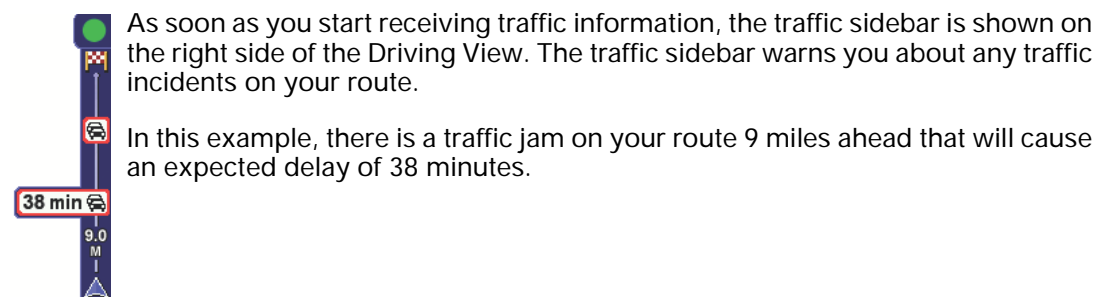 As soon as you start receiving traffic information, the traffic sidebar is shown on
the right side of the Driving View. The traffic sidebar warns you about any traffic
incidents on your route.
In this example, there is a traffic jam on your route 9 miles ahead that will cause
an expected delay of 38 minutes.
38 min
9.0
M